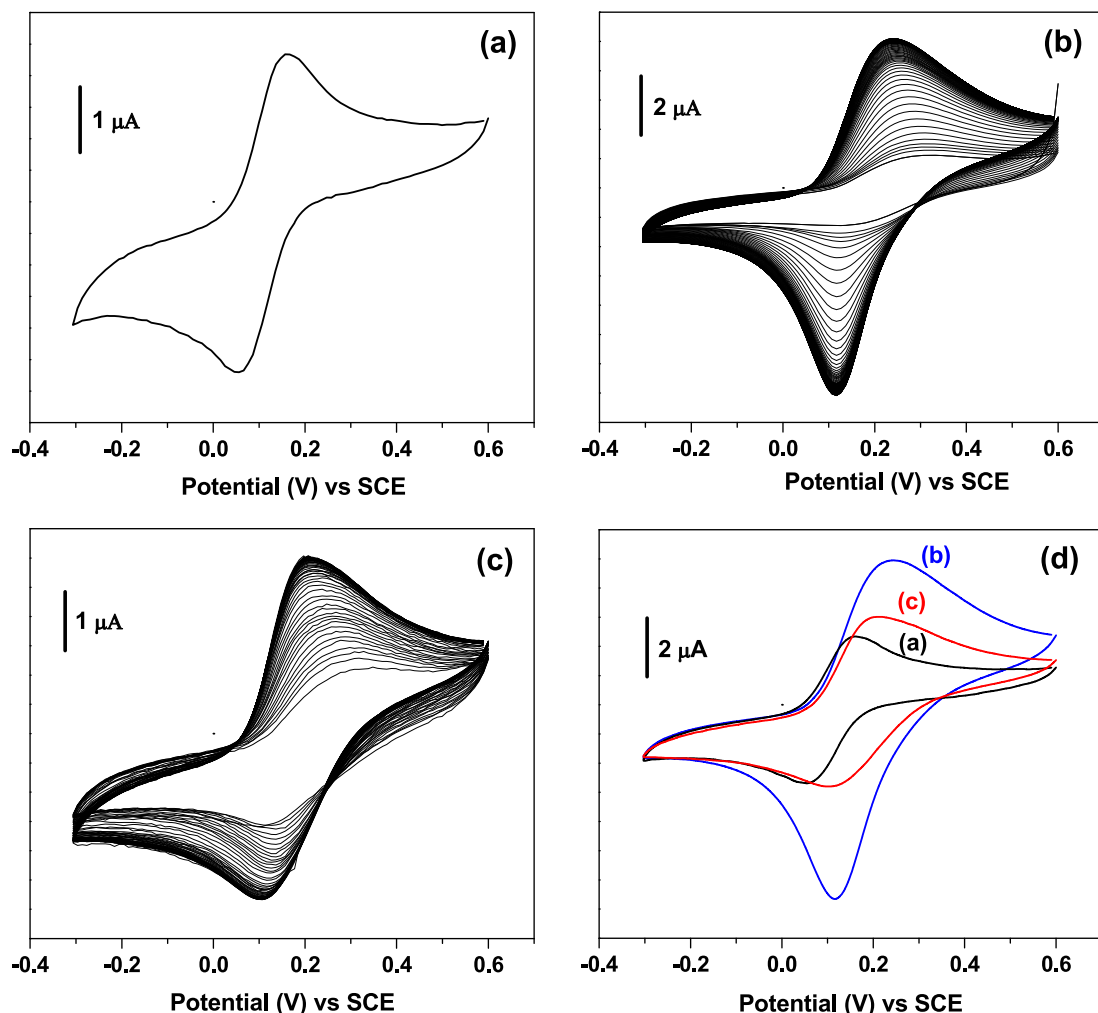 (a)
1 μA
-0.4 -0.2 0.0 0.2 0.4 0.6
Potential (V) vs SCE
(b)
2 μA
-0.4 -0.2 0.0 0.2 0.4 0.6
Potential (V) vs SCE
(c)
1 μA
-0.4 -0.2 0.0 0.2 0.4 0.6
Potential (V) vs SCE
(d)
(b)
(c)
(a)
2 μA
-0.4 -0.2 0.0 0.2 0.4 0.6
Potential (V) vs SCE